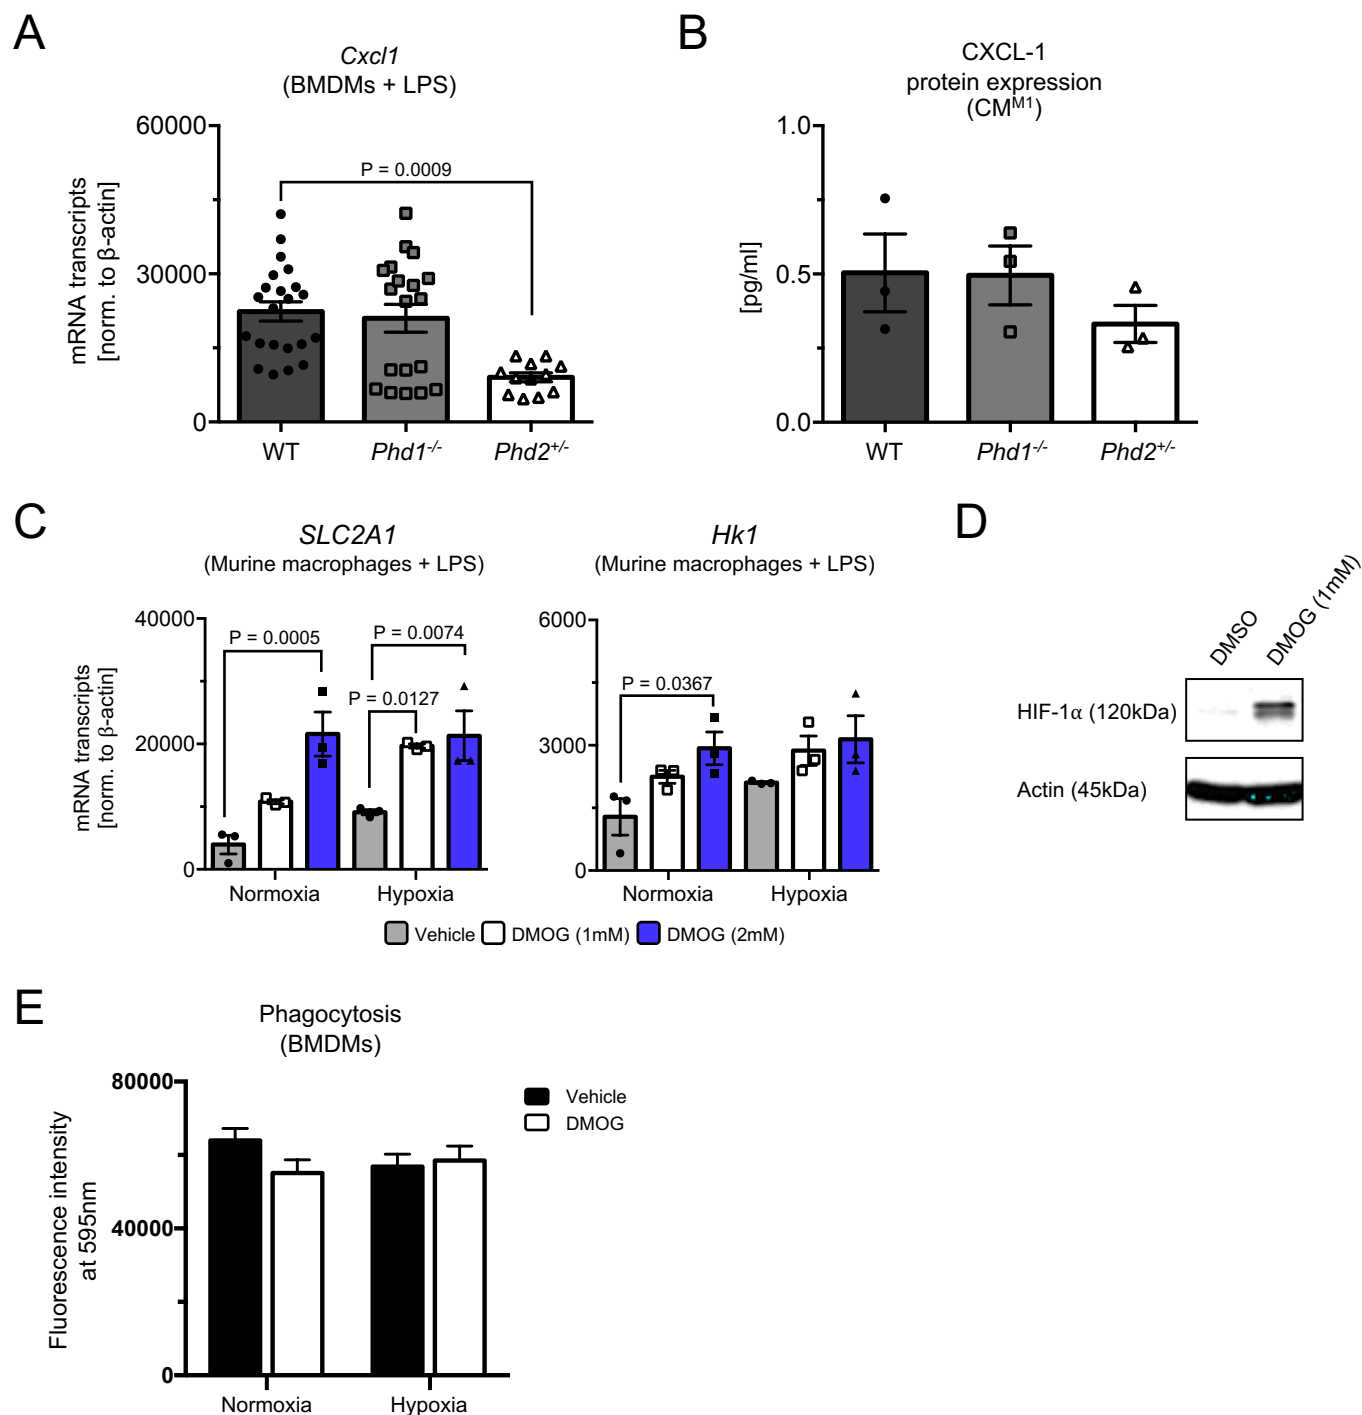 A
Cxcl1
(BMDMs + LPS)
mRNA transcripts
[norm. to β-actin]
60000
30000
0
P = 0.0009
WT
Phd1-/-
Phd2+/-
B
CXCL-1
protein expression
(CMM1)
[pg/ml]
1.0
0.5
0.0
WT
Phd1-/-
Phd2+/-
C
SLC2A1
(Murine macrophages + LPS)
mRNA transcripts
[norm. to β-actin]
40000
20000
0
P = 0.0005
P = 0.0074
P = 0.0127
Normoxia
Hypoxia
Hk1
(Murine macrophages + LPS)
6000
3000
0
P = 0.0367
Normoxia
Hypoxia
Vehicle
DMOG (1mM)
DMOG (2mM)
D
DMSO
DMOG (1mM)
HIF-1α (120kDa)
Actin (45kDa)
E
Phagocytosis
(BMDMs)
Fluorescence intensity
at 595nm
80000
40000
0
Normoxia
Hypoxia
Vehicle
DMOG